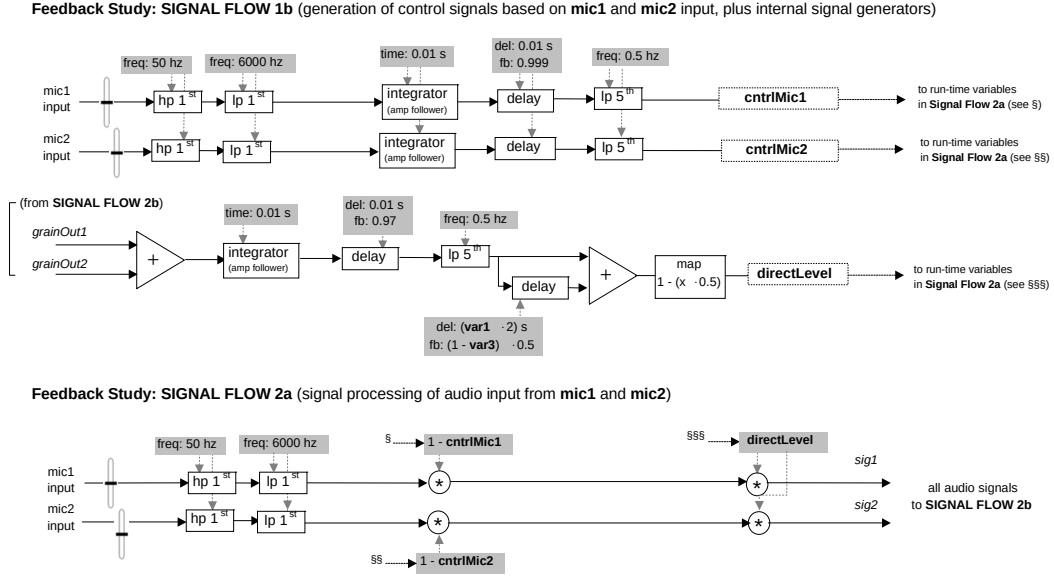 Feedback Study: SIGNAL FLOW 1b (generation of control signals based on mic1 and mic2 input, plus internal signal generators)
freq: 50 hz
freq: 6000 hz
time: 0.01 s
del: 0.01 s
fb: 0.999
freq: 0.5 hz
mic1
input
hp 1st
lp 1st
integrator
(amp follower)
delay
lp 5th
cntrlMic1
to run-time variables
in Signal Flow 2a (see §)
mic2
input
hp 1st
lp 1st
integrator
(amp follower)
delay
lp 5th
cntrlMic2
to run-time variables
in Signal Flow 2a (see §§)
(from SIGNAL FLOW 2b)
grainOut1
grainOut2
+
time: 0.01 s
integrator
(amp follower)
del: 0.01 s
fb: 0.97
delay
freq: 0.5 hz
lp 5th
delay
del: (var1 ·2) s
fb: (1 - var3) ·0.5
+
map
1 - (x ·0.5)
directLevel
to run-time variables
in Signal Flow 2a (see §§§)
Feedback Study: SIGNAL FLOW 2a (signal processing of audio input from mic1 and mic2)
freq: 50 hz
freq: 6000 hz
§
1 - cntrlMic1
§§§
directLevel
mic1
input
hp 1st
lp 1st
*
*
sig1
mic2
input
hp 1st
lp 1st
*
*
sig2
all audio signals
to SIGNAL FLOW 2b
§§
1 - cntrlMic2